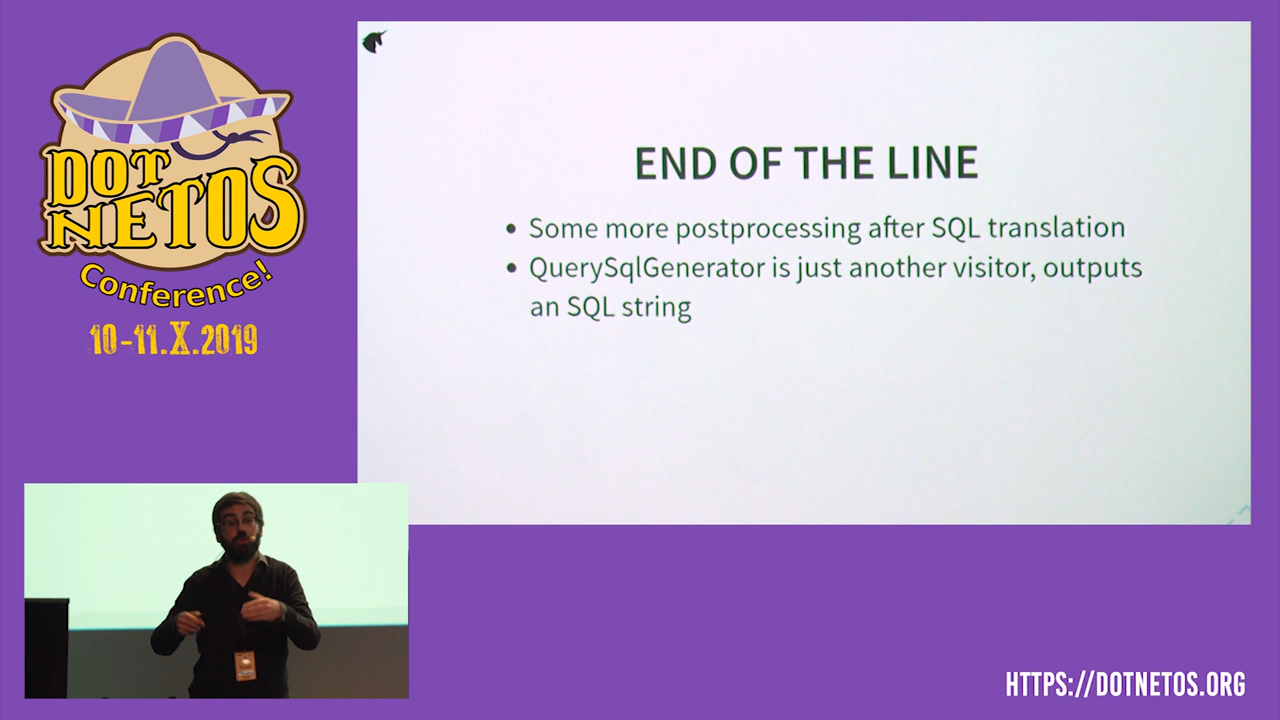 DOT
NETOS
Conference!
10-11.X.2019
END OF THE LINE
• Some more postprocessing after SQL translation
• QuerySqlGenerator is just another visitor, outputs
an SQL string
HTTPS://DOTNETOS.ORG